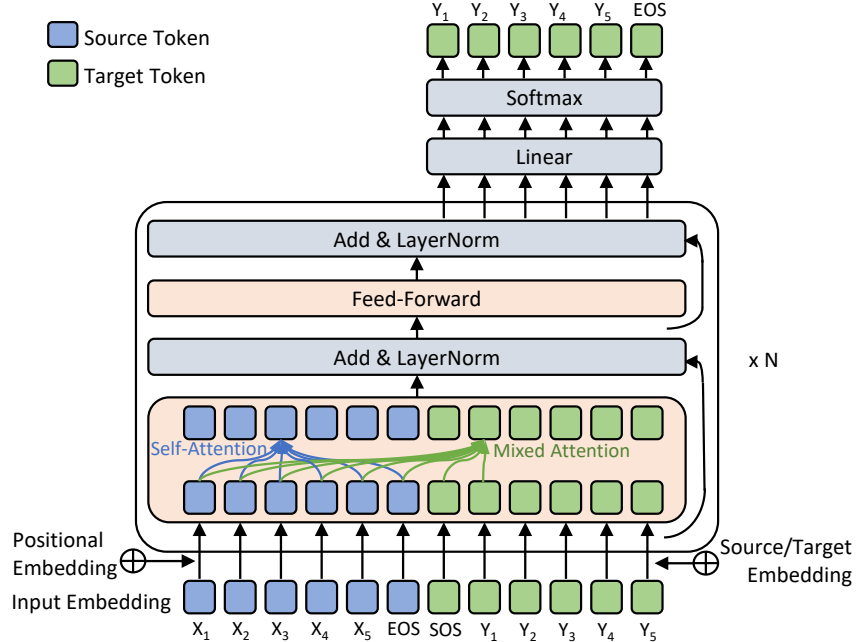 Y₁ Y₂ Y₃ Y₄ Y₅ EOS
Source Token
Target Token
Softmax
Linear
Add & LayerNorm
Feed-Forward
Add & LayerNorm
x N
Self-Attention
Mixed Attention
Positional
Embedding
Source/Target
Embedding
Input Embedding
X₁ X₂ X₃ X₄ X₅ EOS SOS Y₁ Y₂ Y₃ Y₄ Y₅